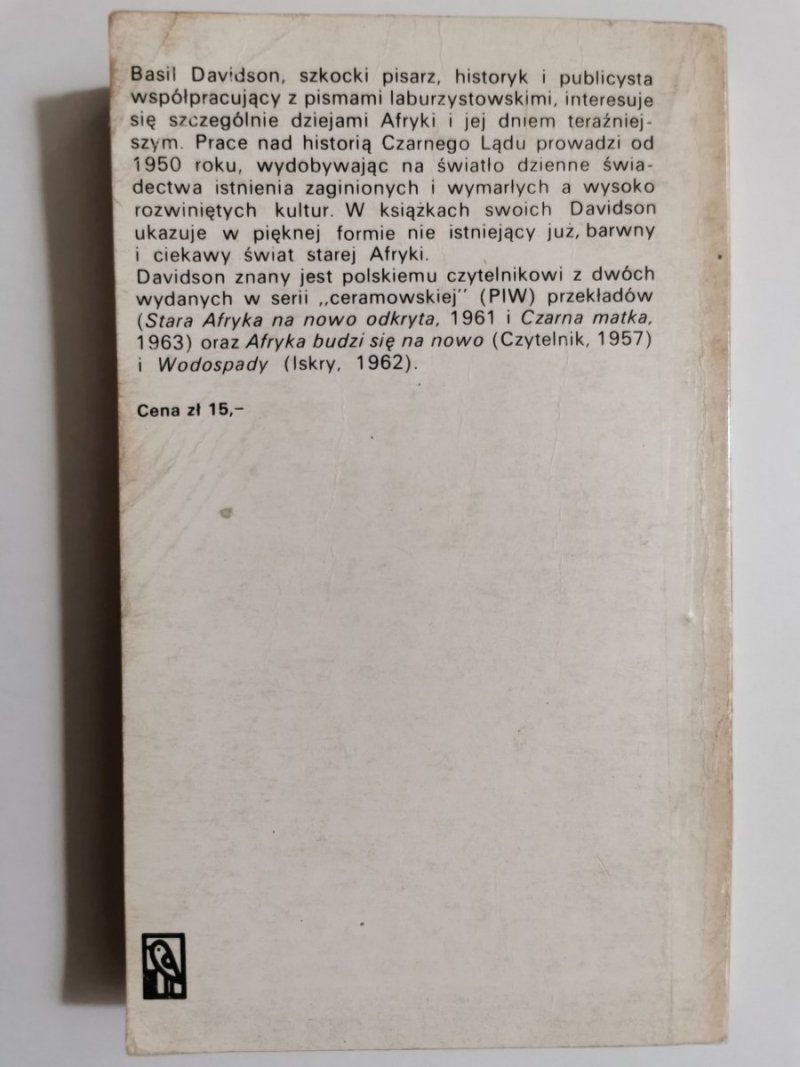 Basil Davidson, szkocki pisarz, historyk i publicysta
współpracujący z pismami laburzystowskimi, interesuje
się szczególnie dziejami Afryki i jej dniem teraźniej-
szym. Prace nad historią Czarnego Lądu prowadzi od
1950 roku, wydobywając na światło dzienne świa-
dectwa istnienia zaginionych i wymarłych a wysoko
rozwiniętych kultur. W książkach swoich Davidson
ukazuje w pięknej formie nie istniejący już, barwny
i ciekawy świat starej Afryki.
Davidson znany jest polskiemu czytelnikowi z dwóch
wydanych w serii „ceramowskiej” (PIW) przekładów
(Stara Afryka na nowo odkryta, 1961 i Czarna matka,
1963) oraz Afryka budzi się na nowo (Czytelnik, 1957)
i Wodospady (Iskry, 1962).
Cena zł 15,–